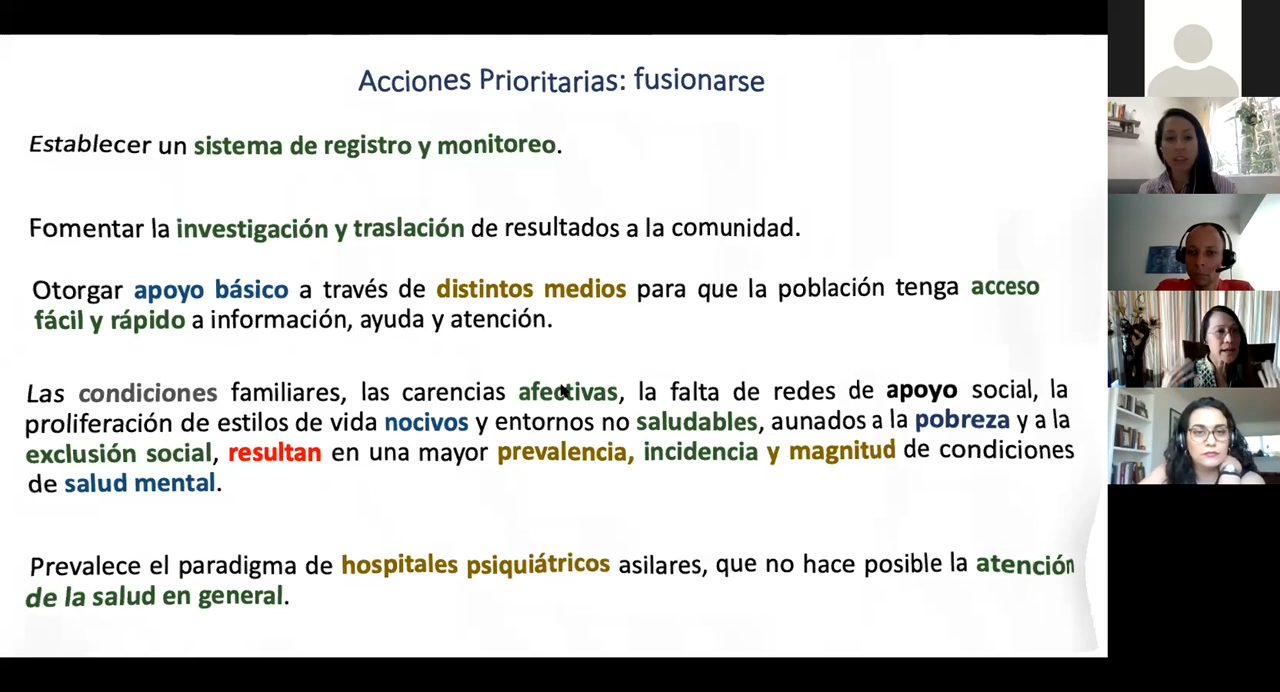 Acciones Prioritarias: fusionarse
Establecer un sistema de registro y monitoreo.
Fomentar la investigación y traslación de resultados a la comunidad.
Otorgar apoyo básico a través de distintos medios para que la población tenga acceso
fácil y rápido a información, ayuda y atención.
Las condiciones familiares, las carencias afectivas, la falta de redes de apoyo social, la
proliferación de estilos de vida nocivos y entornos no saludables, aunados a la pobreza y a la
exclusión social, resultan en una mayor prevalencia, incidencia y magnitud de condiciones
de salud mental.
Prevalece el paradigma de hospitales psiquiátricos asilares, que no hace posible la atención
de la salud en general.